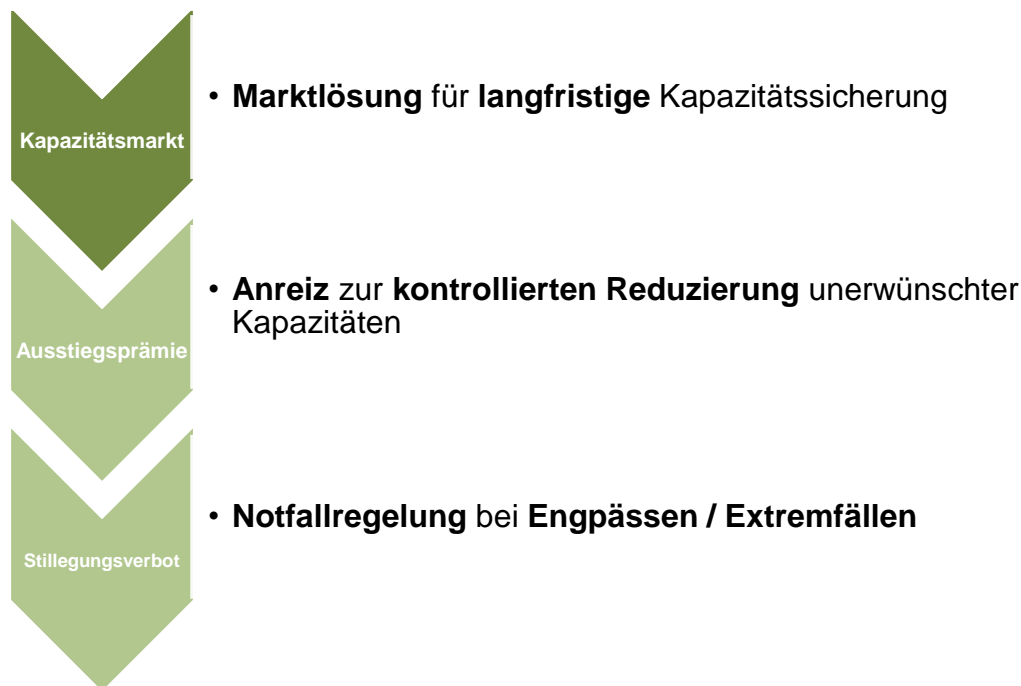 Kapazitätsmarkt
• Marktlösung für langfristige Kapazitätssicherung
Ausstiegsprämie
• Anreiz zur kontrollierten Reduzierung unerwünschter
Kapazitäten
Stillegungsverbot
• Notfallregelung bei Engpässen / Extremfällen